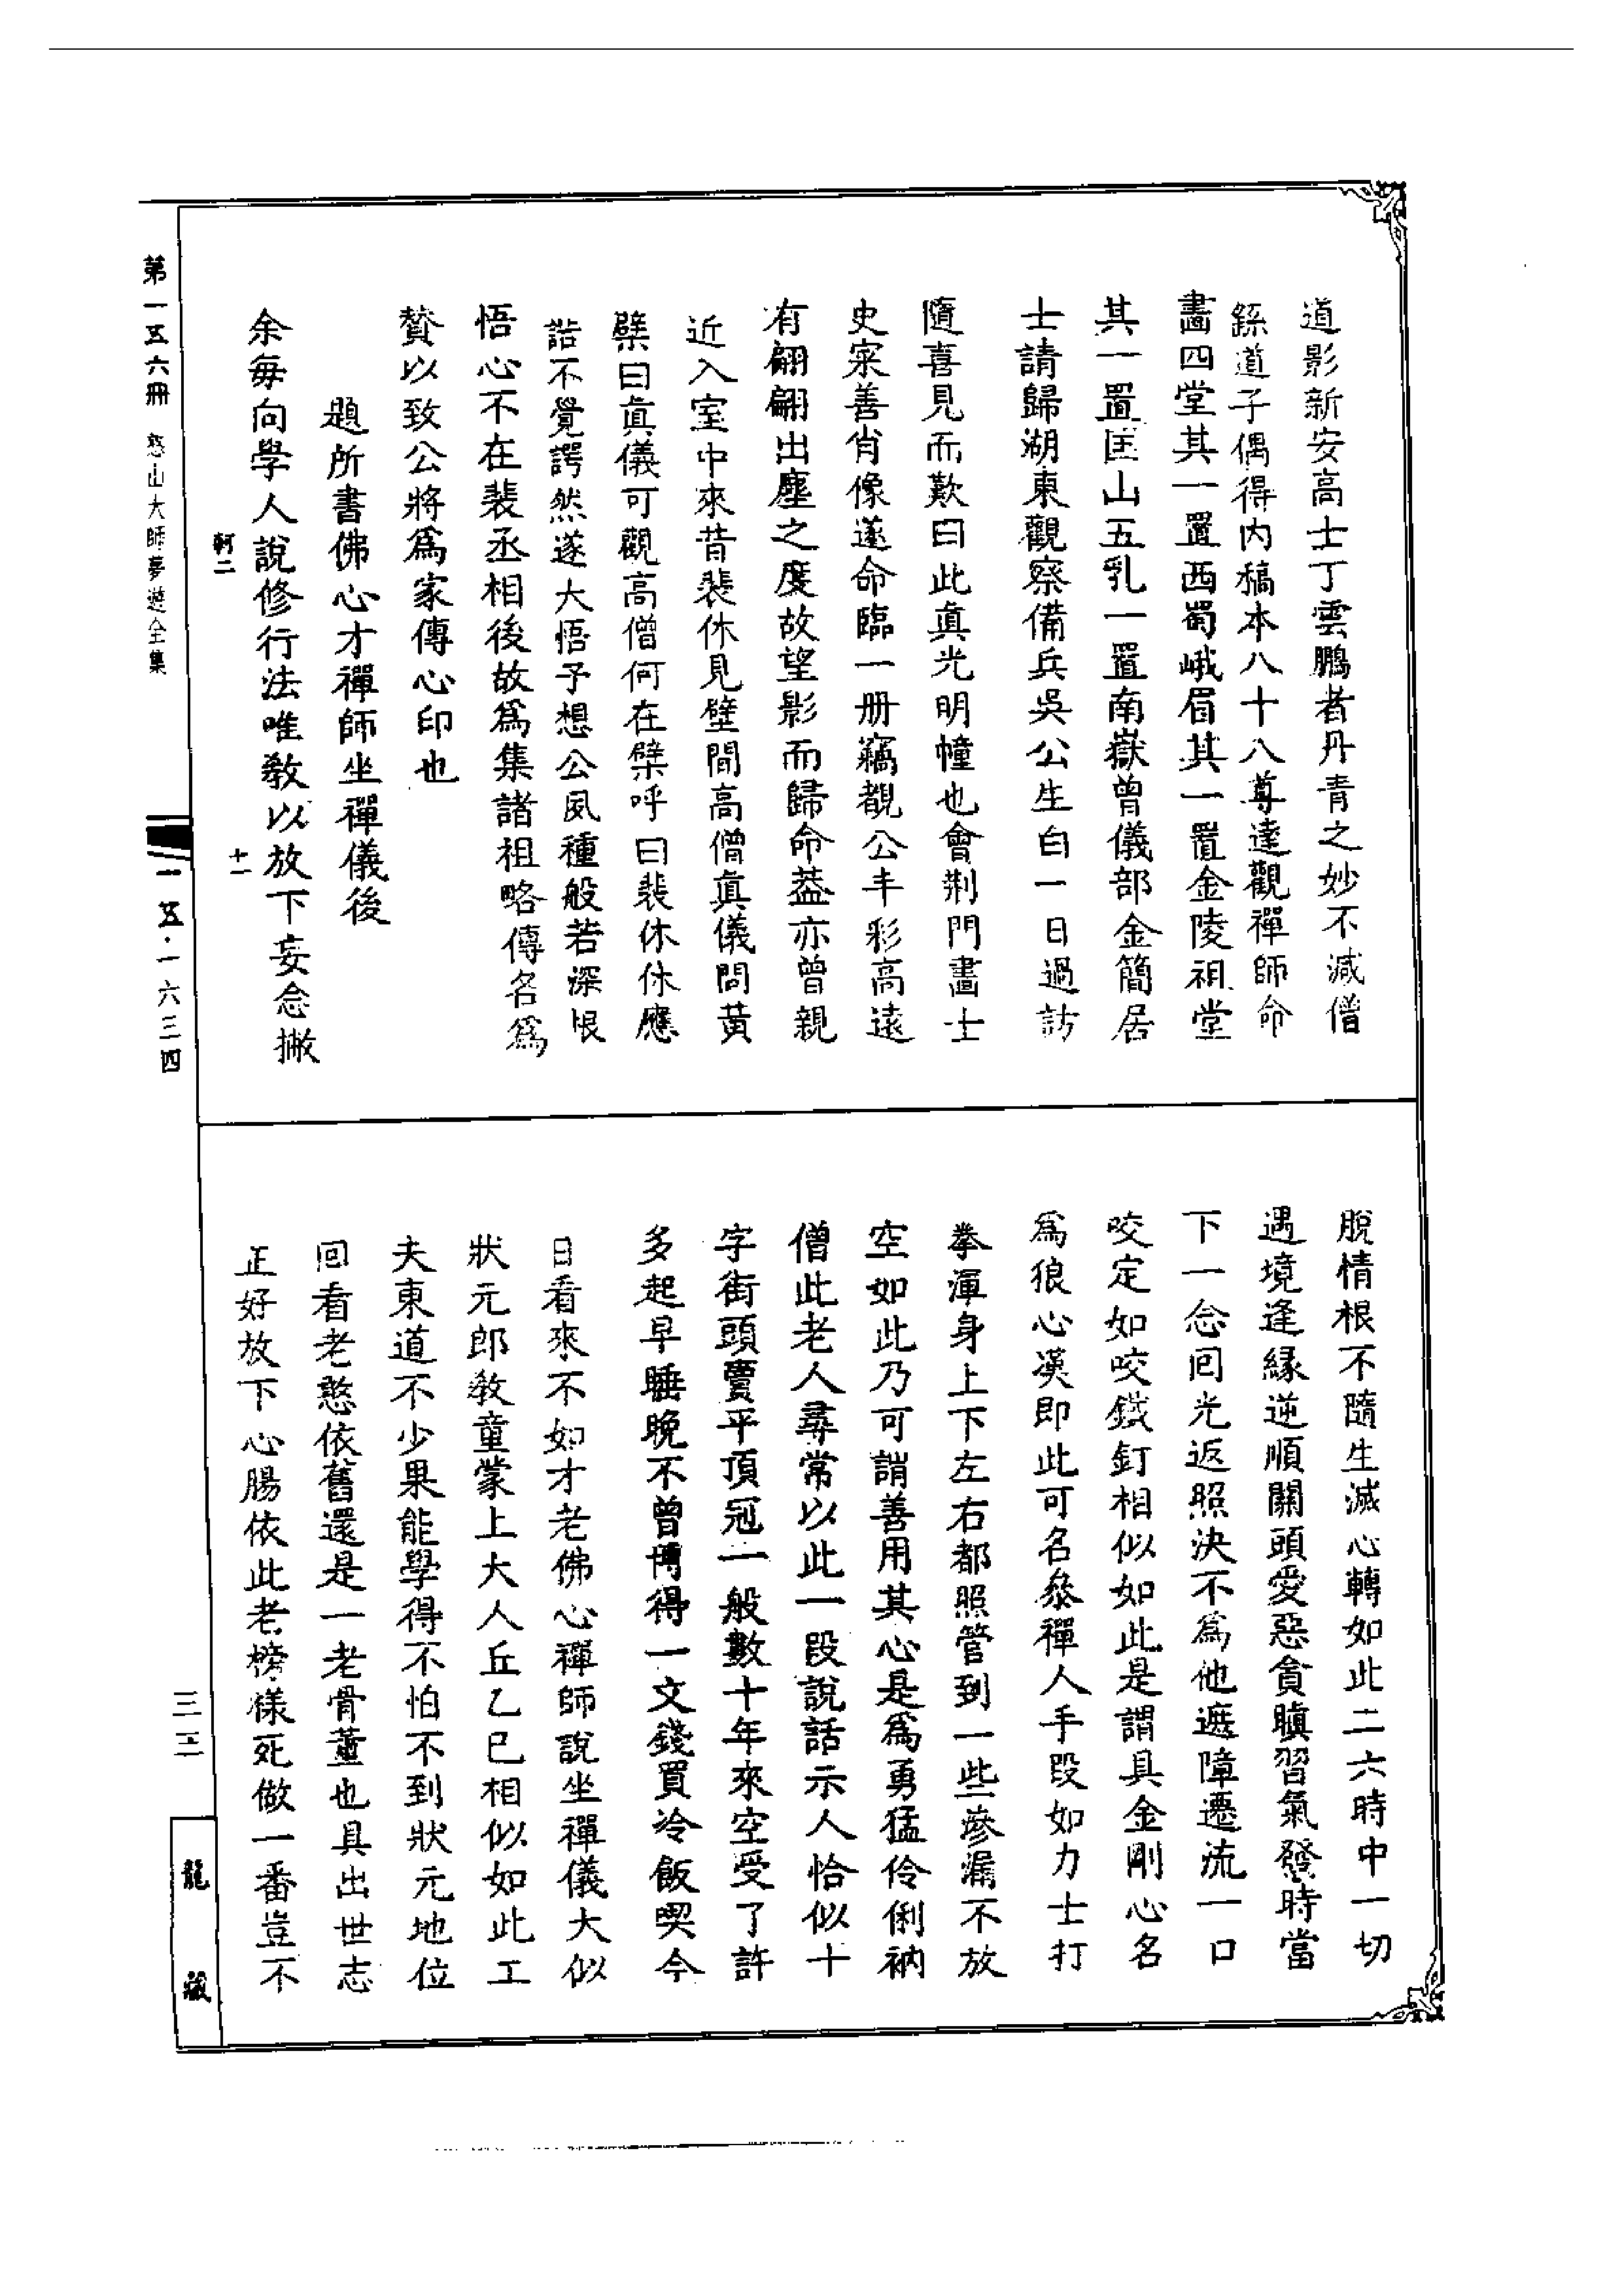 道影新安高士丁雲鵬者丹青之妙不減僧
繇道子偶得內稿本八十八尊達觀禪師命
畫四堂其一置西蜀峨眉其一置金陵祖堂
其一置匡山五乳一置南嶽曾儀部金簡居
士請歸湖東觀察備兵吳公生白一日過訪
隨喜見而歎曰此真光明幢也會荆門畫士
史寀善肖像遂命臨一册竊覩公丰彩高遠
有翩翩出塵之度故望影而歸命葢亦曾親
近入室中來昔裴休見壁間高僧眞儀問黃
檗曰眞儀可觀高僧何在檗呼曰裴休休應
諾不覺諤然遂大悟予想公夙種般若深恨
悟心不在裴丞相後故爲集諸祖略傳名爲
贊以致公將爲家傳心印也
題所書佛心才禪師坐禪儀後
余每向學人說修行法唯敎以放下妄念撇
軻二
十一
第一五六冊 憨山大師夢遊全集
一五·一六三四
脫情根不隨生滅心轉如此二六時中一切
遇境逢緣逆順關頭愛惡貪瞋習氣發時當
下一念回光返照決不爲他遮障遷流一口
咬定如咬鐵釘相似如此是謂具金剛心名
爲狼心漢即此可名叅禪人手段如力士打
拳渾身上下左右都照管到一些滲漏不放
空如此乃可謂善用其心是爲勇猛伶俐衲
僧此老人尋常以此一段說話示人恰似十
字街頭賣平頂冠一般數十年來空受了許
多起早睡晚不曾博得一文錢買冷飯喫今
日看來不如才老佛心禪師說坐禪儀大似
狀元郎敎童蒙上大人丘乙已相似如此工
夫東道不少果能學得不怕不到狀元地位
回看老憨依舊還是一老骨董也具出世志
正好放下心腸依此老榜樣死做一番豈不
三二
龍藏